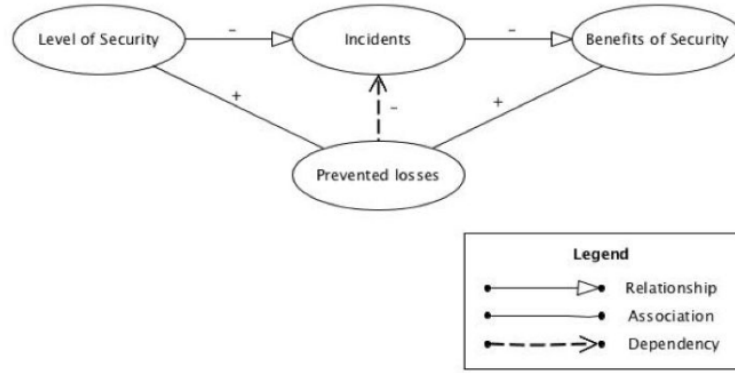 Level of Security
–
Incidents
–
Benefits of Security
+
–
+
Prevented losses
Legend
Relationship
Association
Dependency